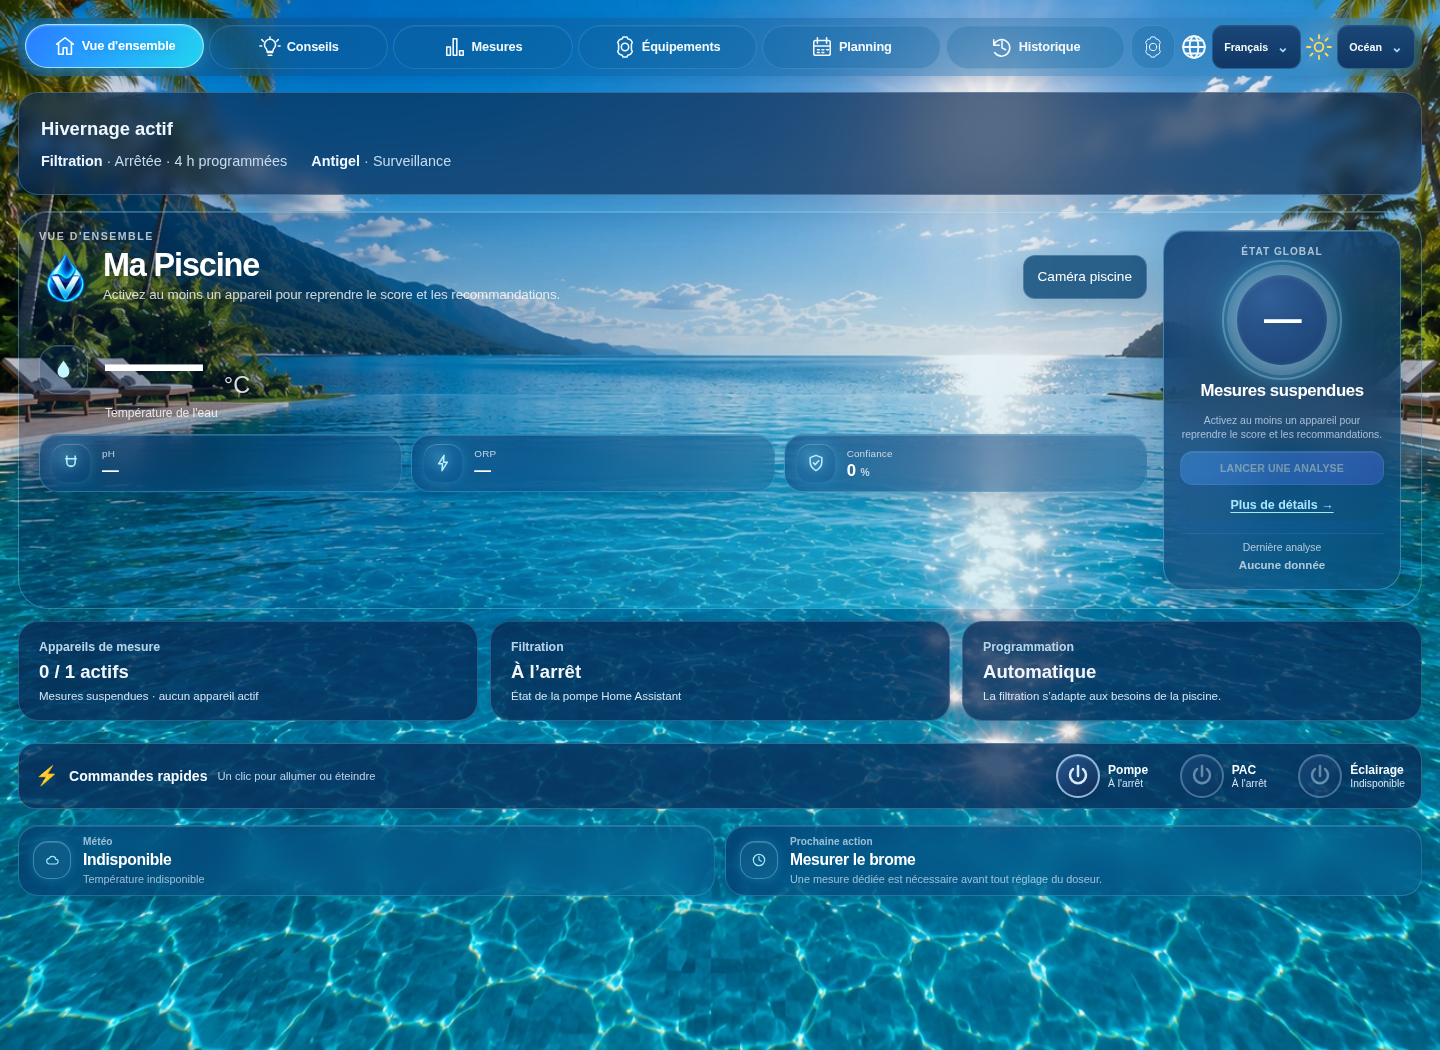 Vue d'ensemble
Conseils
Mesures
Équipements
Planning
Historique
Français
Océan
Hivernage actif
Filtration · Arrêtée · 4 h programmées Antigel · Surveillance
VUE D'ENSEMBLE
Ma Piscine
Activez au moins un appareil pour reprendre le score et les recommandations.
Caméra piscine
— °C
Température de l'eau
pH
—
ORP
—
Confiance
0 %
ÉTAT GLOBAL
—
Mesures suspendues
Activez au moins un appareil pour
reprendre le score et les recommandations.
LANCER UNE ANALYSE
Plus de détails →
Dernière analyse
Aucune donnée
Appareils de mesure
0 / 1 actifs
Mesures suspendues · aucun appareil actif
Filtration
À l’arrêt
État de la pompe Home Assistant
Programmation
Automatique
La filtration s’adapte aux besoins de la piscine.
⚡ Commandes rapides Un clic pour allumer ou éteindre
Pompe
À l'arrêt
PAC
À l'arrêt
Éclairage
Indisponible
Météo
Indisponible
Température indisponible
Prochaine action
Mesurer le brome
Une mesure dédiée est nécessaire avant tout réglage du doseur.